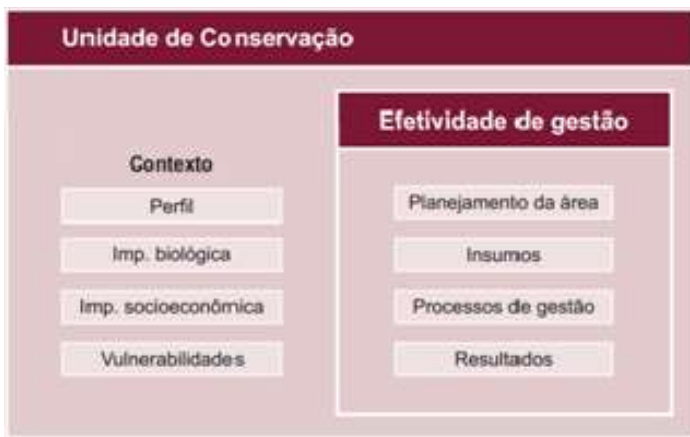 Unidade de Conservação
Contexto
Perfil
Imp. biológica
Imp. socioeconômica
Vulnerabilidades
Efetividade de gestão
Planejamento da área
Insumos
Processos de gestão
Resultados